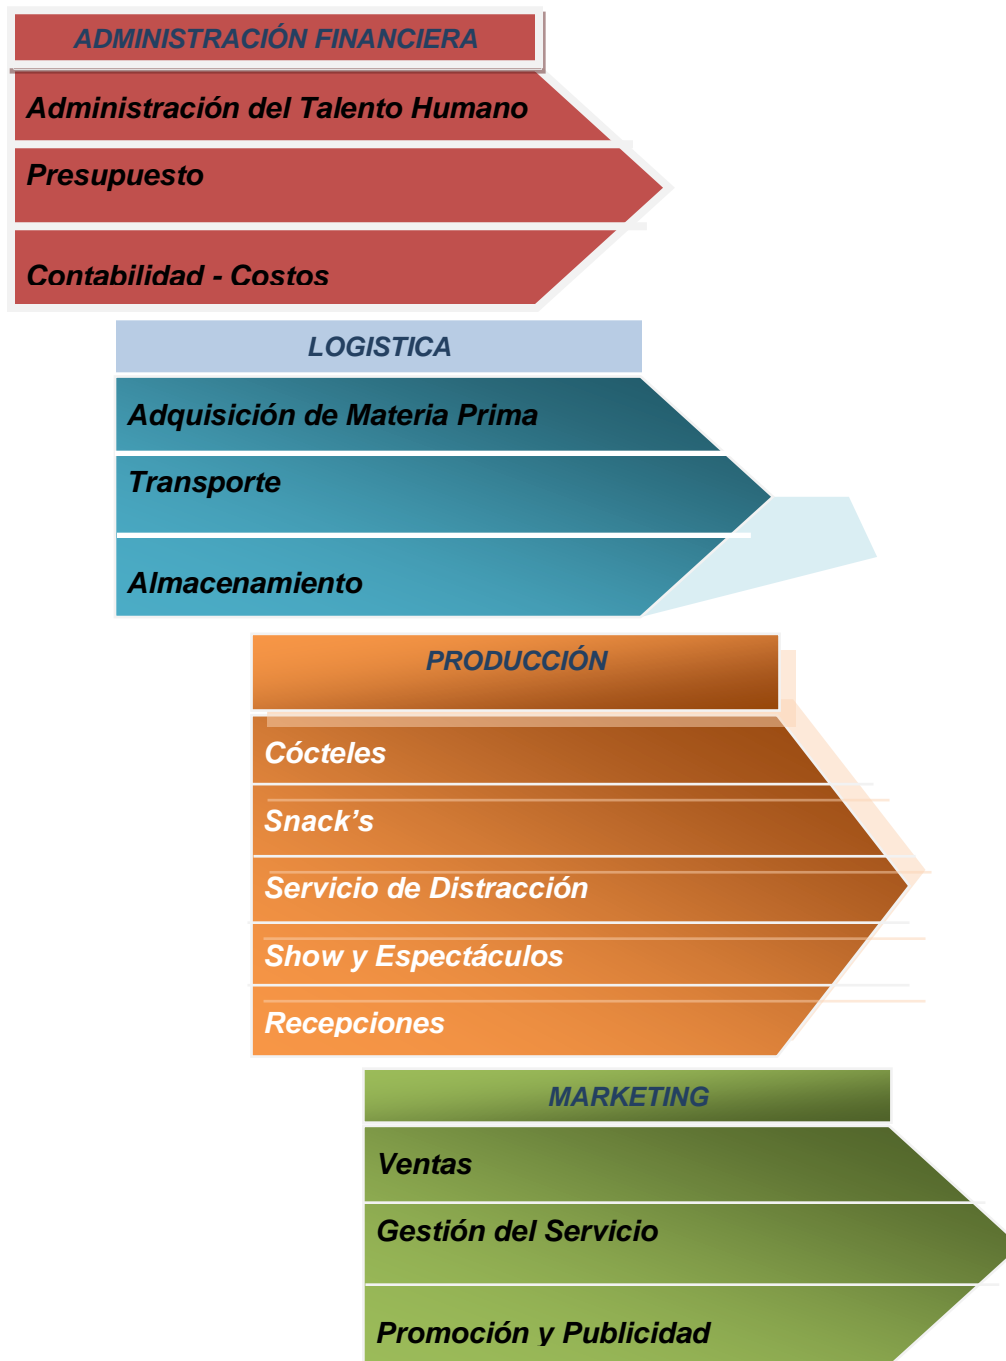 ADMINISTRACIÓN FINANCIERA
Administración del Talento Humano
Presupuesto
Contabilidad - Costos
LOGISTICA
Adquisición de Materia Prima
Transporte
Almacenamiento
PRODUCCIÓN
Cócteles
Snack’s
Servicio de Distracción
Show y Espectáculos
Recepciones
MARKETING
Ventas
Gestión del Servicio
Promoción y Publicidad